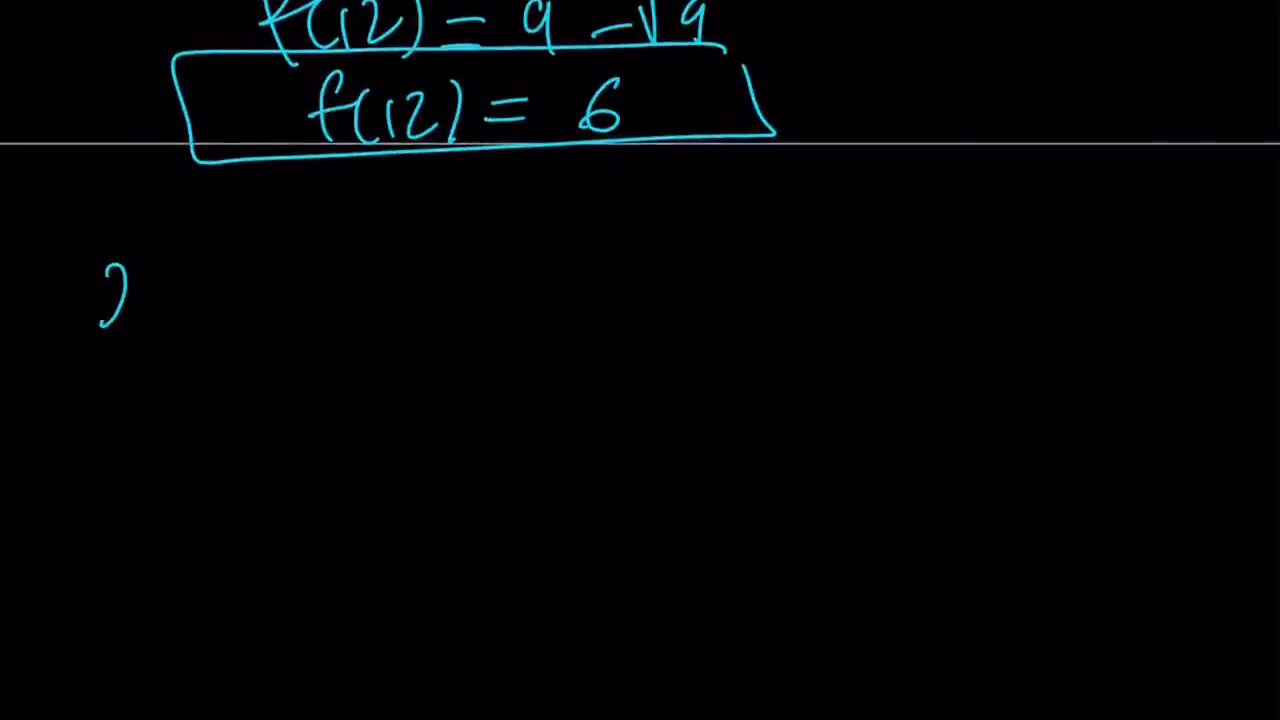 f(12) = 9 - √9
f(12) = 6